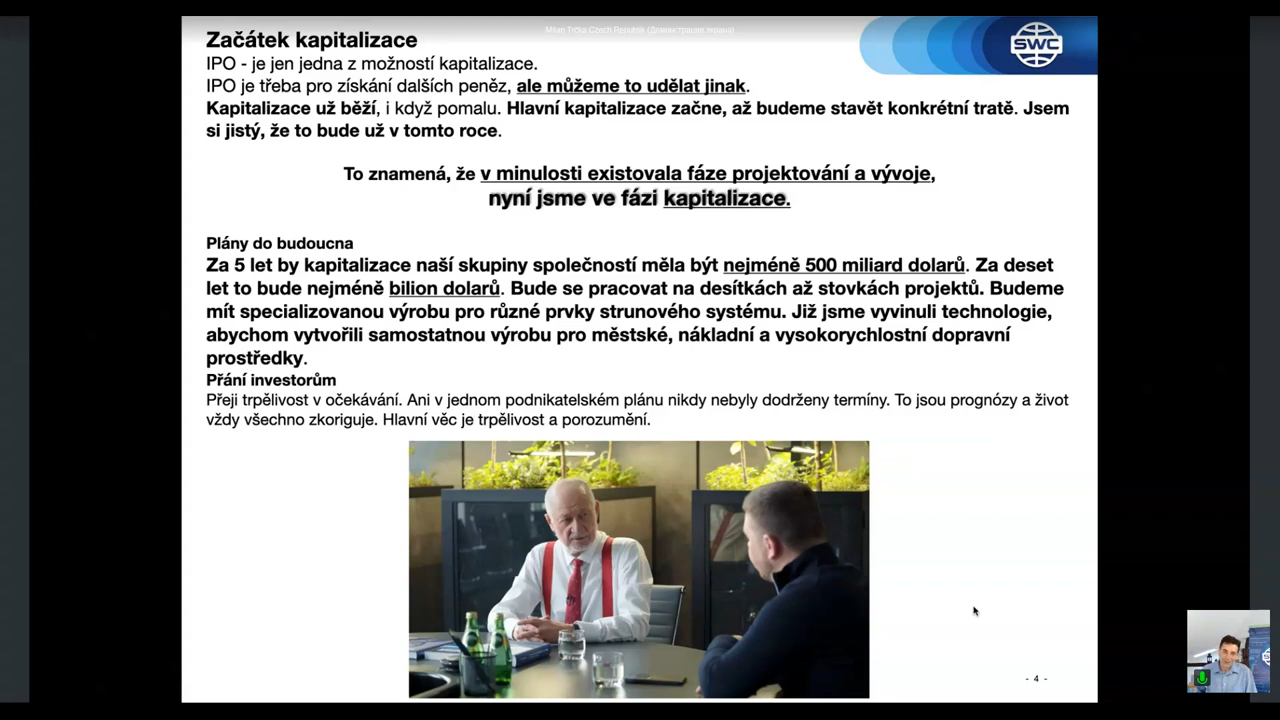 Milan Trčka Czech Republik (Демонстрация экрана)
Začátek kapitalizace
SWC
IPO - je jen jedna z možností kapitalizace.
IPO je třeba pro získání dalších peněz, ale můžeme to udělat jinak.
Kapitalizace už běží, i když pomalu. Hlavní kapitalizace začne, až budeme stavět konkrétní tratě. Jsem
si jistý, že to bude už v tomto roce.
To znamená, že v minulosti existovala fáze projektování a vývoje,
nyní jsme ve fázi kapitalizace.
Plány do budoucna
Za 5 let by kapitalizace naší skupiny společností měla být nejméně 500 miliard dolarů. Za deset
let to bude nejméně bilion dolarů. Bude se pracovat na desítkách až stovkách projektů. Budeme
mít specializovanou výrobu pro různé prvky strunového systému. Již jsme vyvinuli technologie,
abychom vytvořili samostatnou výrobu pro městské, nákladní a vysokorychlostní dopravní
prostředky.
Přání investorům
Přeji trpělivost v očekávání. Ani v jednom podnikatelském plánu nikdy nebyly dodrženy termíny. To jsou prognózy a život
vždy všechno zkoriguje. Hlavní věc je trpělivost a porozumění.
- 4 -